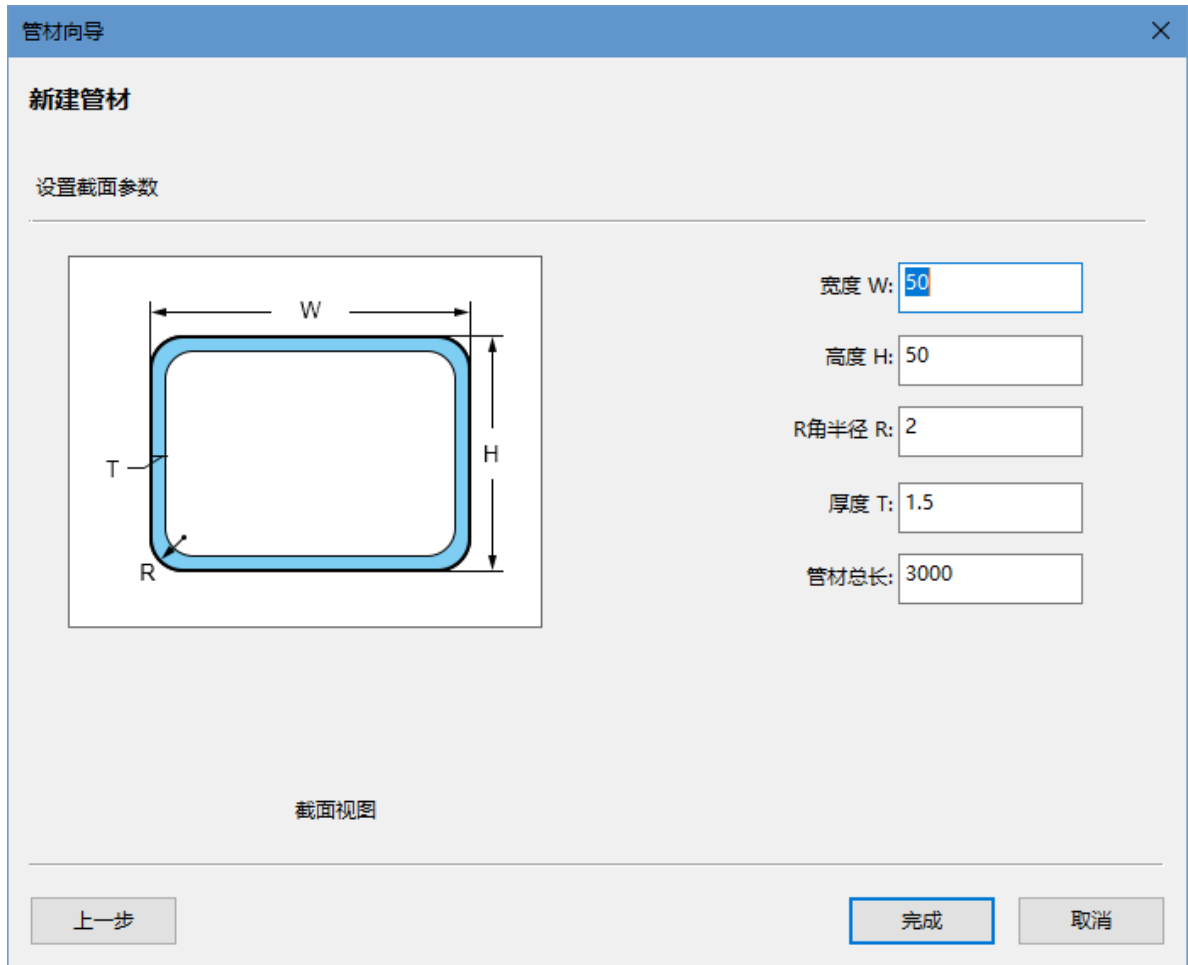 管材向导
新建管材
设置截面参数
W
H
T
R
宽度 W: 50
高度 H: 50
R角半径 R: 2
厚度 T: 1.5
管材总长: 3000
截面视图
上一步
完成
取消